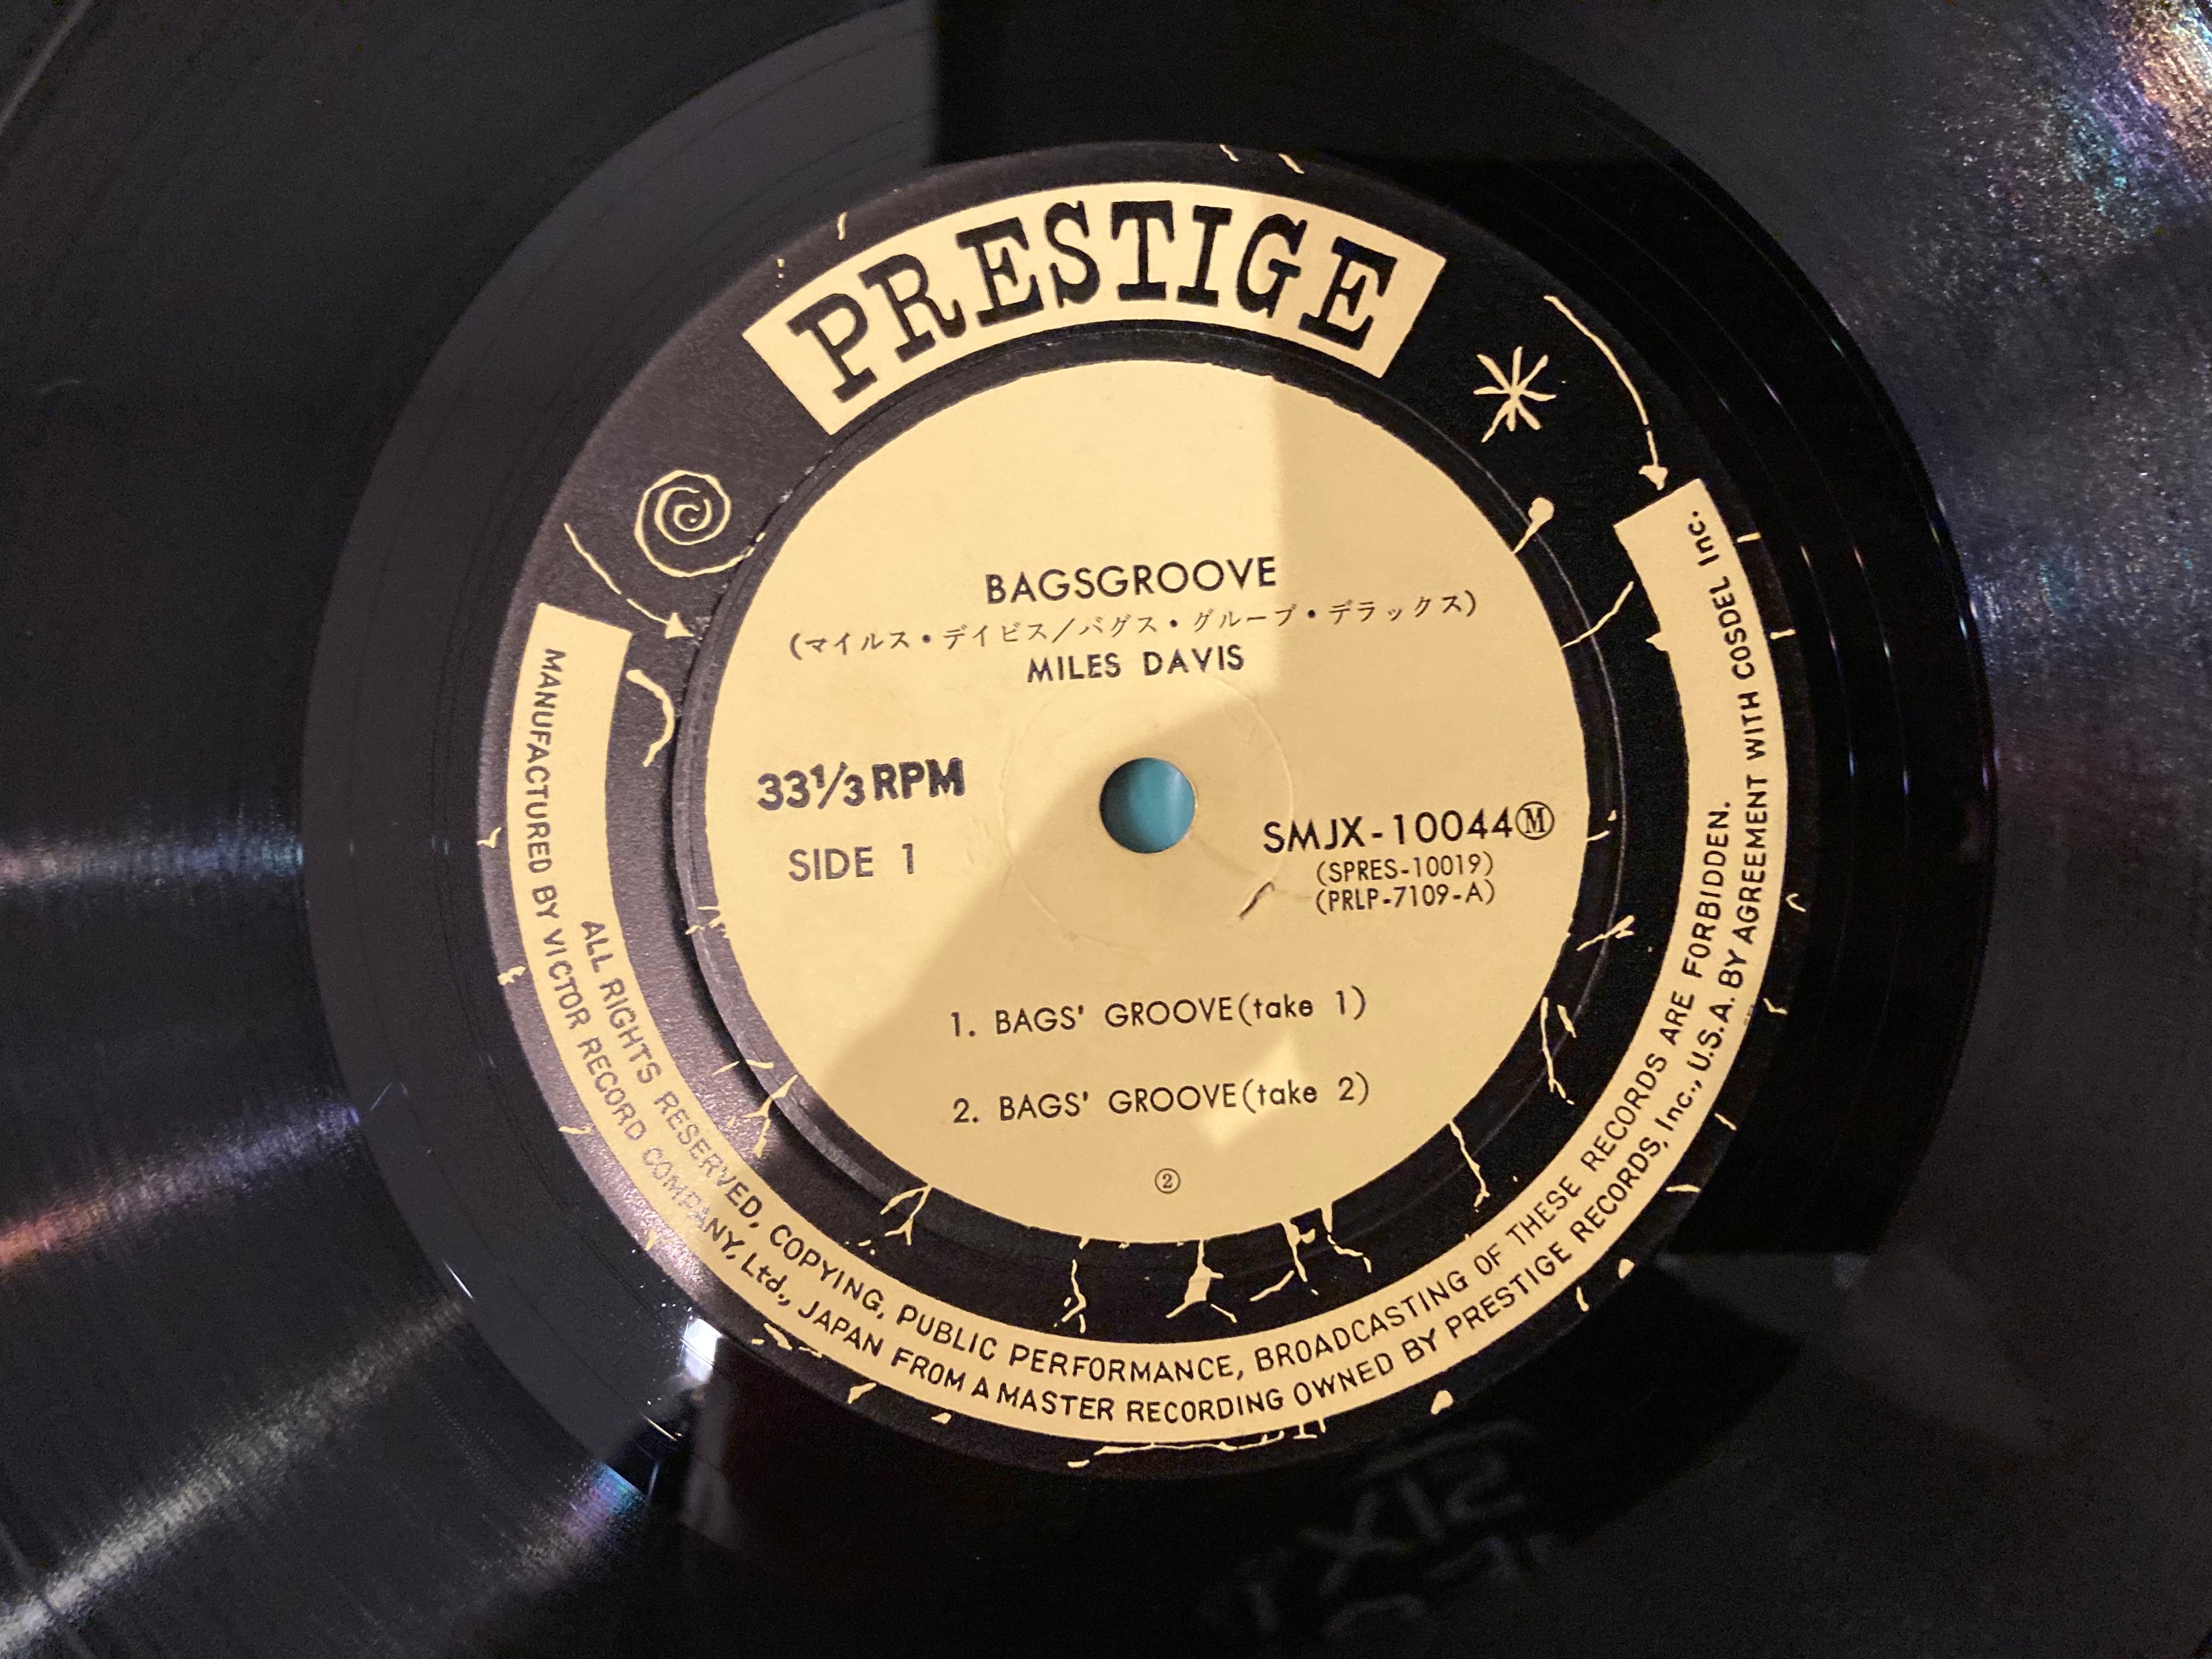 PRESTIGE
BAGSGROOVE
(マイルス・デイビス/バグス・グルーブ・デラックス)
MILES DAVIS
33⅓ RPM
SIDE 1
SMJX-10044Ⓜ
(SPRES-10019)
(PRLP-7109-A)
1. BAGS' GROOVE(take 1)
2. BAGS' GROOVE(take 2)
②
ALL RIGHTS RESERVED, COPYING, PUBLIC PERFORMANCE, BROADCASTING OF THESE RECORDS ARE FORBIDDEN.
MANUFACTURED BY VICTOR RECORD COMPANY, Ltd., JAPAN FROM A MASTER RECORDING OWNED BY PRESTIGE RECORDS, Inc., U.S.A. BY AGREEMENT WITH COSDEL Inc.